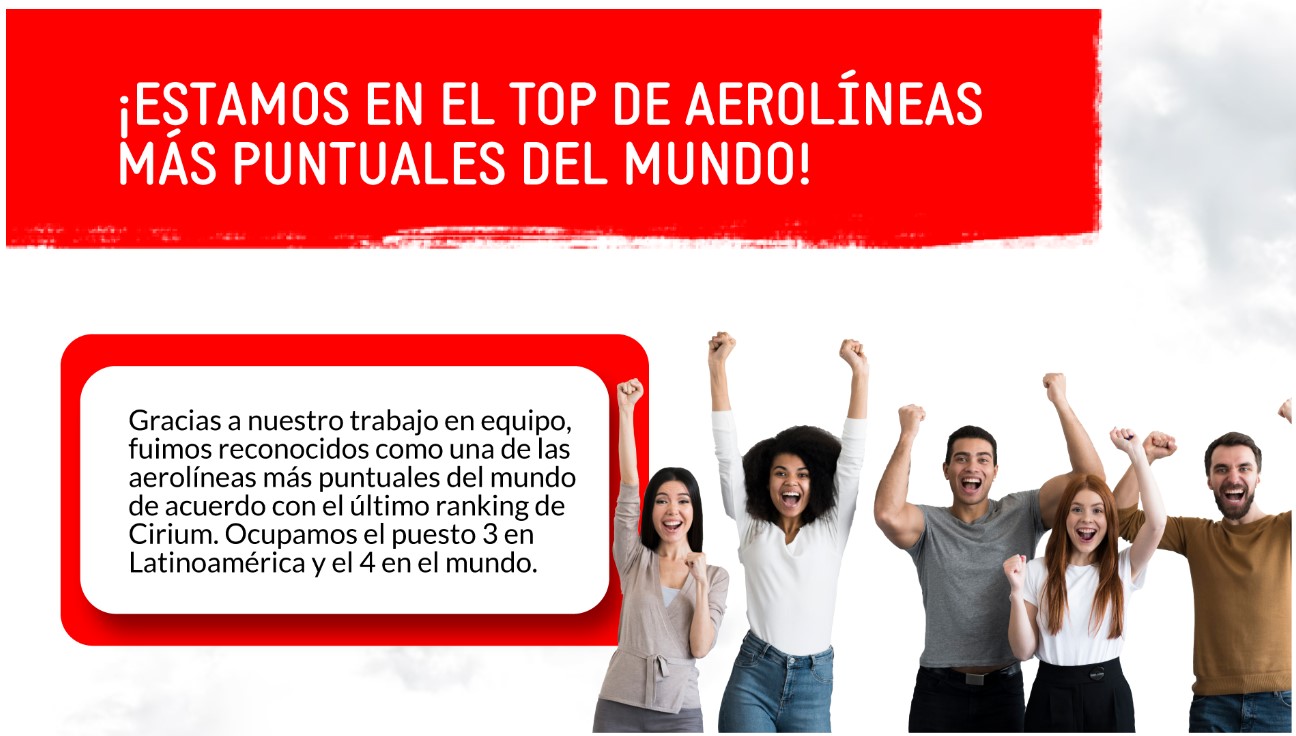 ¡ESTAMOS EN EL TOP DE AEROLÍNEAS
MÁS PUNTUALES DEL MUNDO!
Gracias a nuestro trabajo en equipo,
fuimos reconocidos como una de las
aerolíneas más puntuales del mundo
de acuerdo con el último ranking de
Cirium. Ocupamos el puesto 3 en
Latinoamérica y el 4 en el mundo.